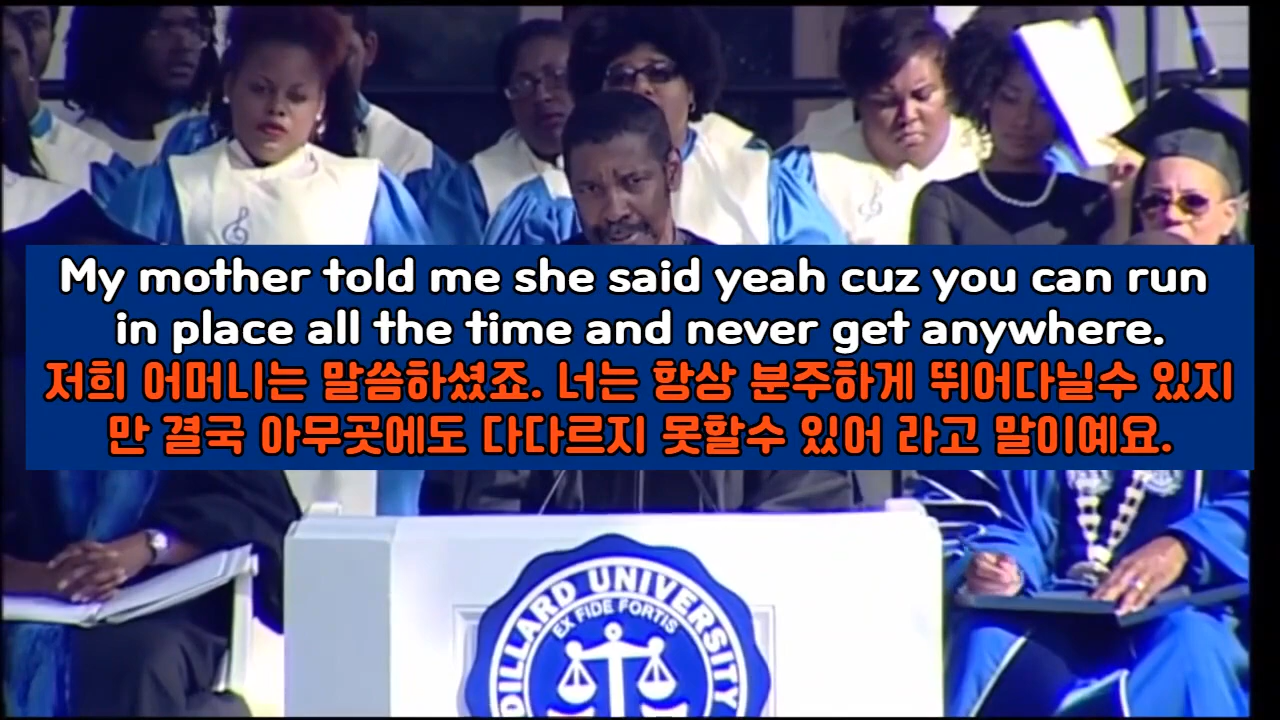 My mother told me she said yeah cuz you can run
in place all the time and never get anywhere.
저희 어머니는 말씀하셨죠. 너는 항상 분주하게 뛰어다닐수 있지
만 결국 아무곳에도 다다르지 못할수 있어 라고 말이예요.
DILLARD UNIVERSITY
EX FIDE FORTIS